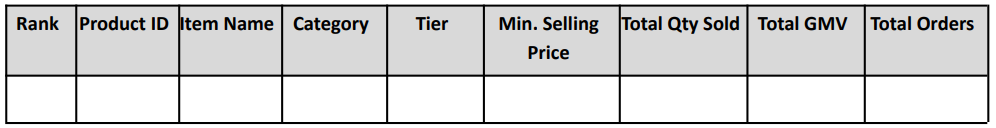 Rank Product ID Item Name Category Tier Min. Selling Price Total Qty Sold Total GMV Total Orders